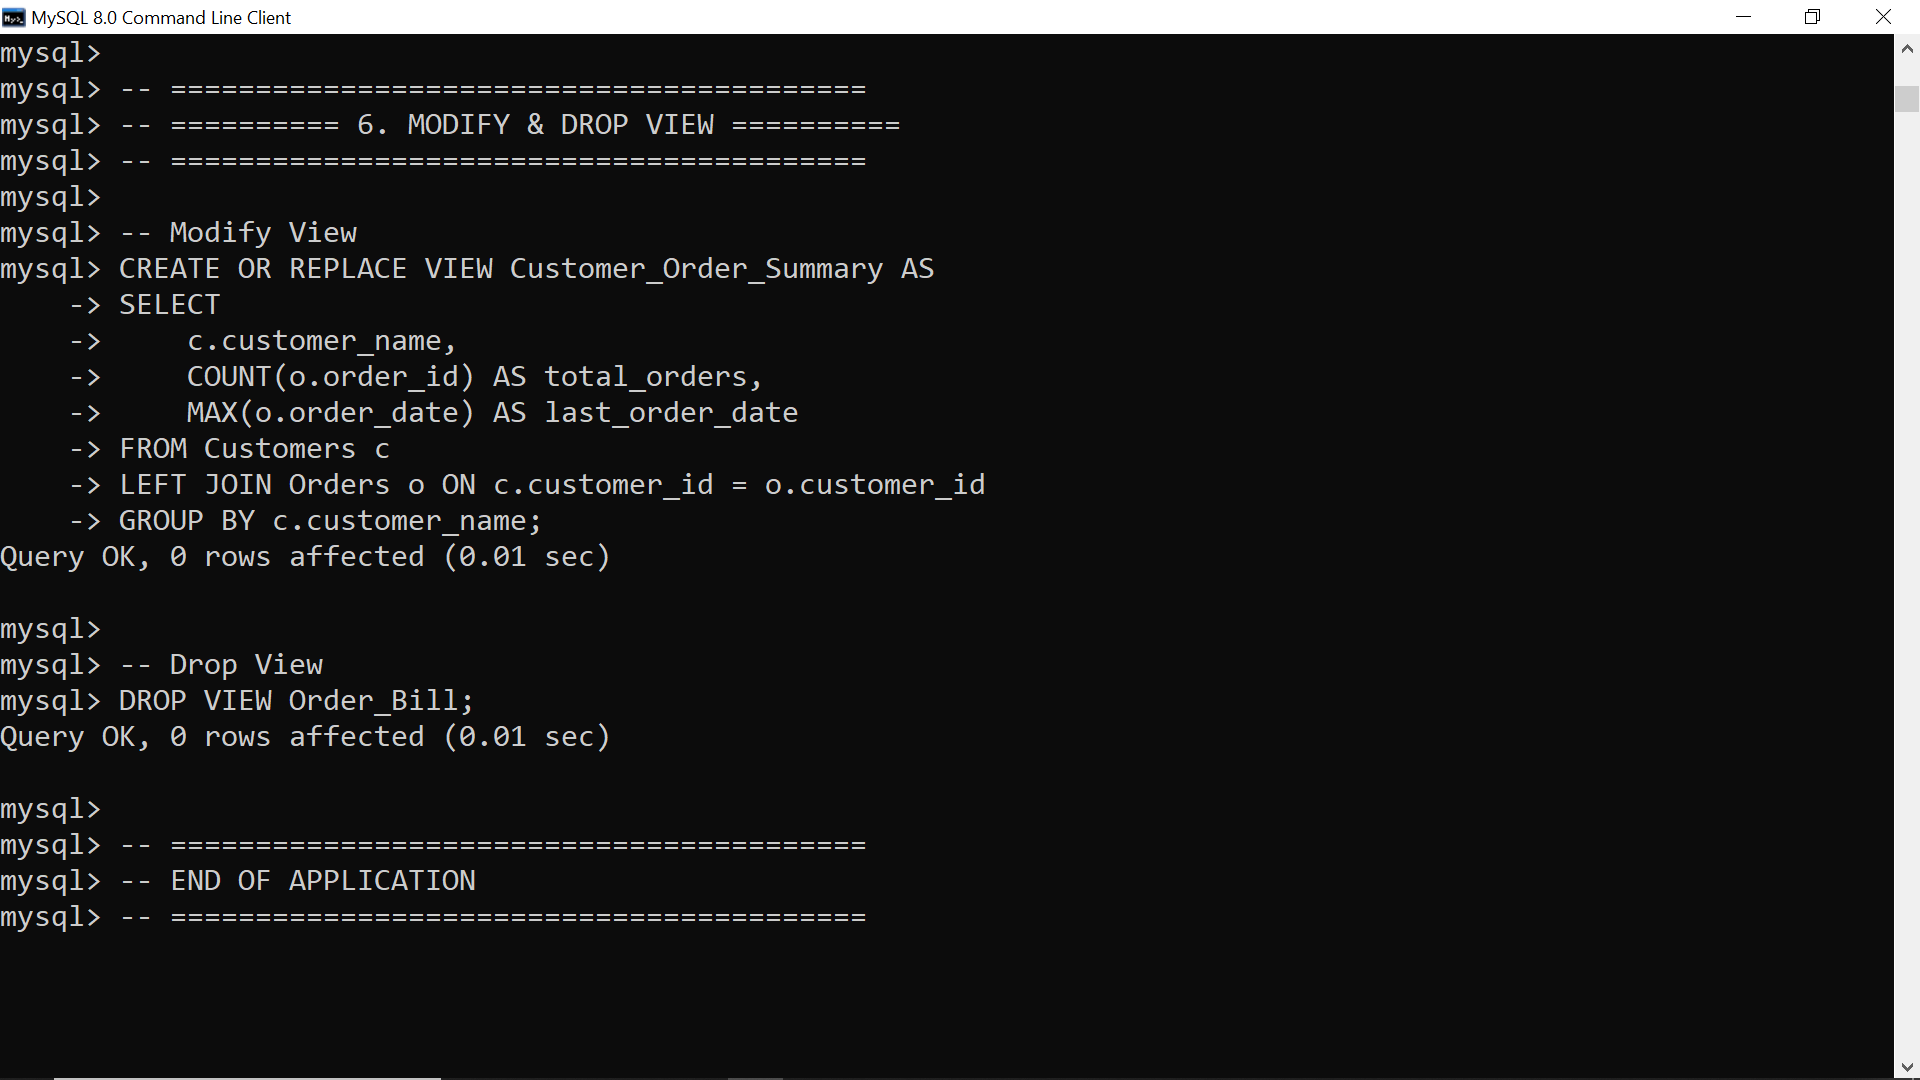 MySQL 8.0 Command Line Client
mysql>
mysql> -- =========================================
mysql> -- ========== 6. MODIFY & DROP VIEW ==========
mysql> -- =========================================
mysql>
mysql> -- Modify View
mysql> CREATE OR REPLACE VIEW Customer_Order_Summary AS
    -> SELECT
    ->     c.customer_name,
    ->     COUNT(o.order_id) AS total_orders,
    ->     MAX(o.order_date) AS last_order_date
    -> FROM Customers c
    -> LEFT JOIN Orders o ON c.customer_id = o.customer_id
    -> GROUP BY c.customer_name;
Query OK, 0 rows affected (0.01 sec)
mysql>
mysql> -- Drop View
mysql> DROP VIEW Order_Bill;
Query OK, 0 rows affected (0.01 sec)
mysql>
mysql> -- =========================================
mysql> -- END OF APPLICATION
mysql> -- =========================================